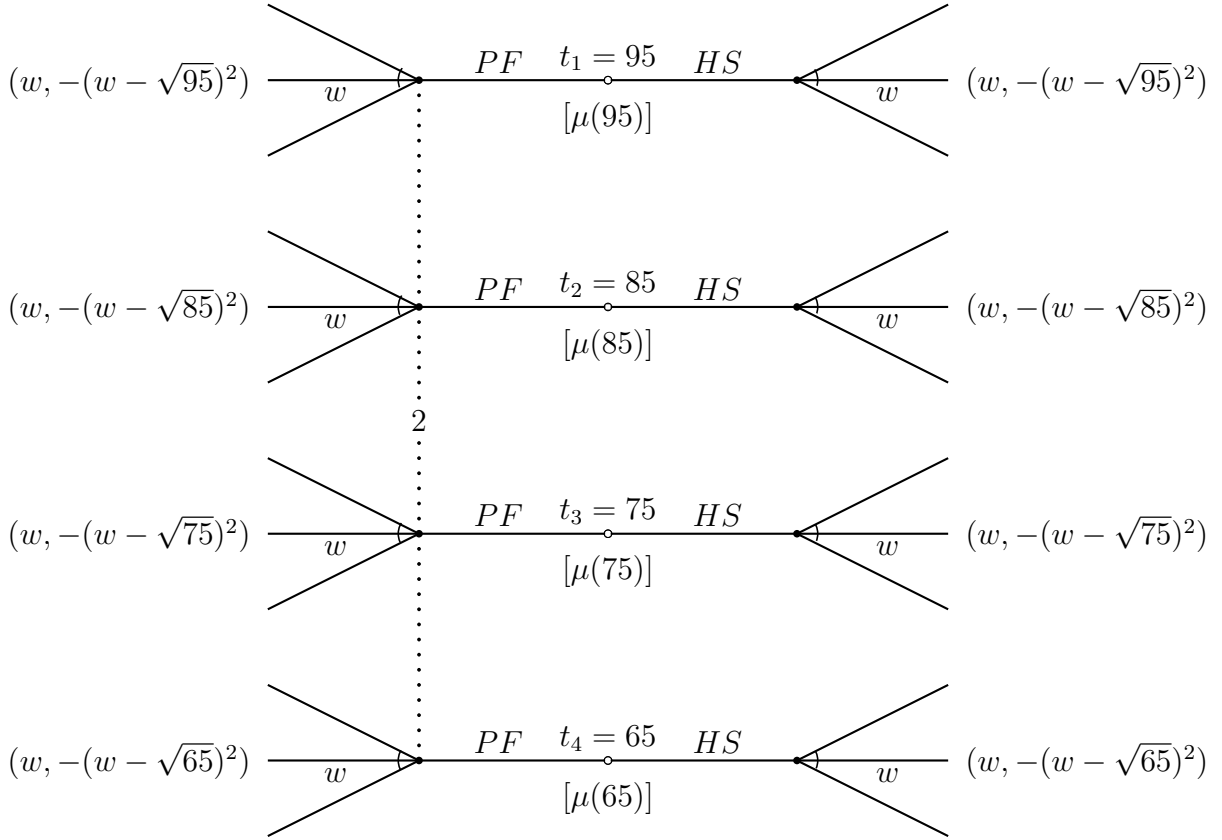 PF t₁ = 95 HS
(w, −(w − √95)²) w [μ(95)] w (w, −(w − √95)²)
PF t₂ = 85 HS
(w, −(w − √85)²) w [μ(85)] w (w, −(w − √85)²)
2
PF t₃ = 75 HS
(w, −(w − √75)²) w [μ(75)] w (w, −(w − √75)²)
PF t₄ = 65 HS
(w, −(w − √65)²) w [μ(65)] w (w, −(w − √65)²)